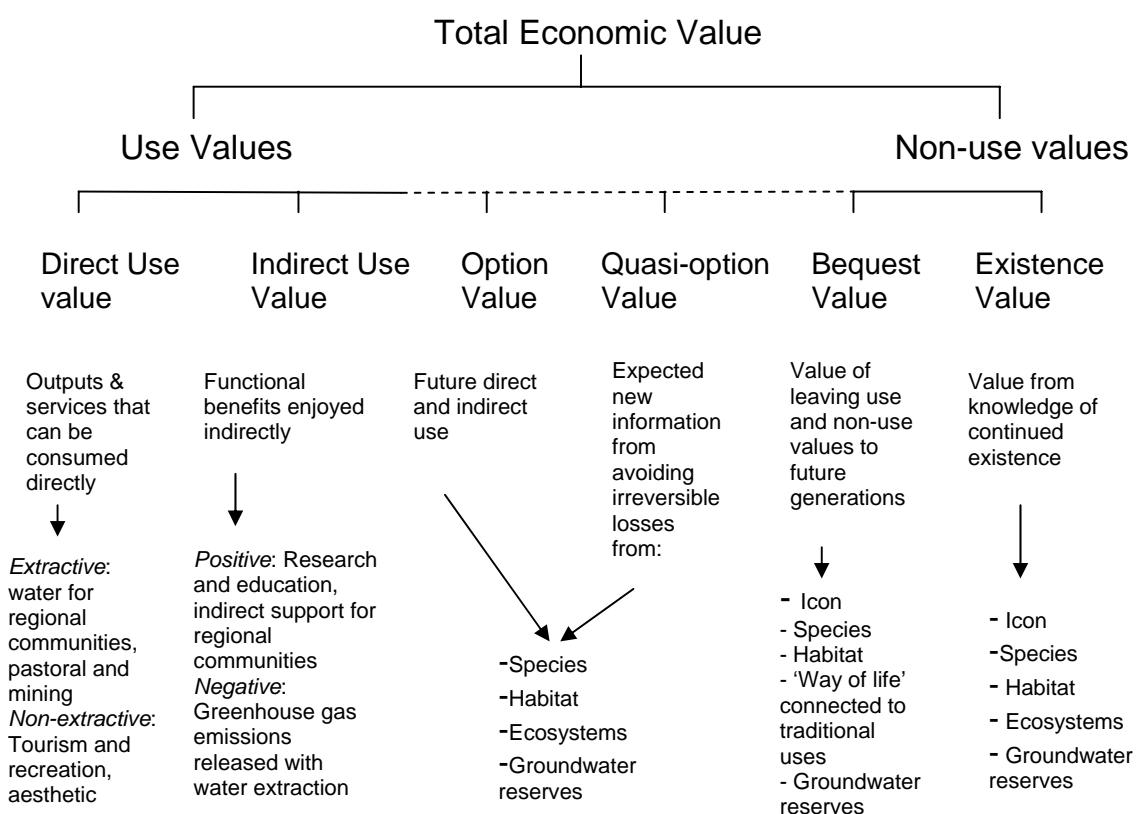 Total Economic Value
Use Values
Non-use values
Direct Use
value
Indirect Use
Value
Option
Value
Quasi-option
Value
Bequest
Value
Existence
Value
Outputs &
services that
can be
consumed
directly
Functional
benefits enjoyed
indirectly
Future direct
and indirect
use
Expected
new
information
from
avoiding
irreversible
losses
from:
Value of
leaving use
and non-use
values to
future
generations
Value from
knowledge of
continued
existence
Extractive:
water for
regional
communities,
pastoral and
mining
Non-extractive:
Tourism and
recreation,
aesthetic
Positive: Research
and education,
indirect support for
regional
communities
Negative:
Greenhouse gas
emissions
released with
water extraction
-Species
-Habitat
-Ecosystems
-Groundwater
reserves
- Icon
- Species
- Habitat
- ‘Way of life’
connected to
traditional
uses
- Groundwater
reserves
- Icon
-Species
- Habitat
- Ecosystems
- Groundwater
reserves